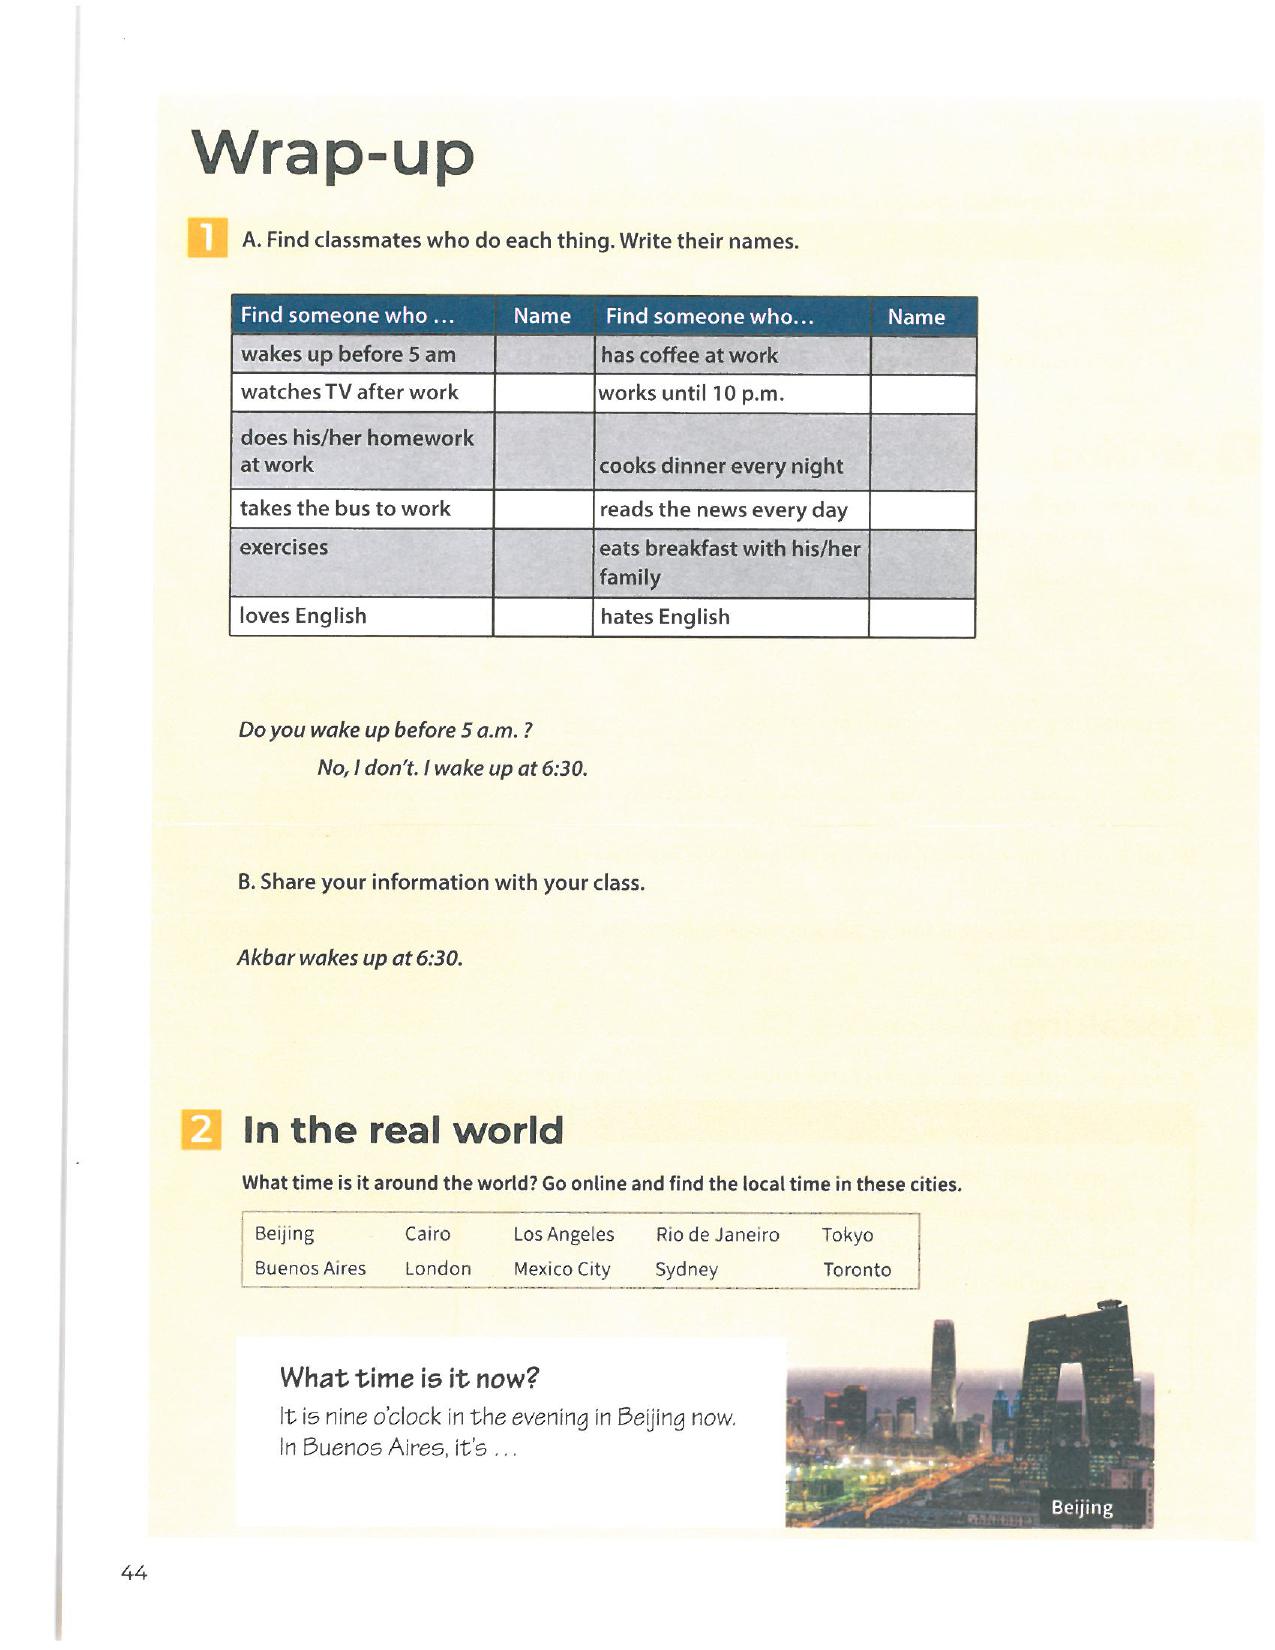 Wrap-up
1 A. Find classmates who do each thing. Write their names.
Find someone who ... Name Find someone who... Name
wakes up before 5 am has coffee at work
watches TV after work works until 10 p.m.
does his/her homework
at work cooks dinner every night
takes the bus to work reads the news every day
exercises eats breakfast with his/her
family
loves English hates English
Do you wake up before 5 a.m. ?
No, I don't. I wake up at 6:30.
B. Share your information with your class.
Akbar wakes up at 6:30.
2 In the real world
What time is it around the world? Go online and find the local time in these cities.
Beijing Cairo Los Angeles Rio de Janeiro Tokyo
Buenos Aires London Mexico City Sydney Toronto
What time is it now?
It is nine o'clock in the evening in Beijing now.
In Buenos Aires, it's ...
Beijing
44